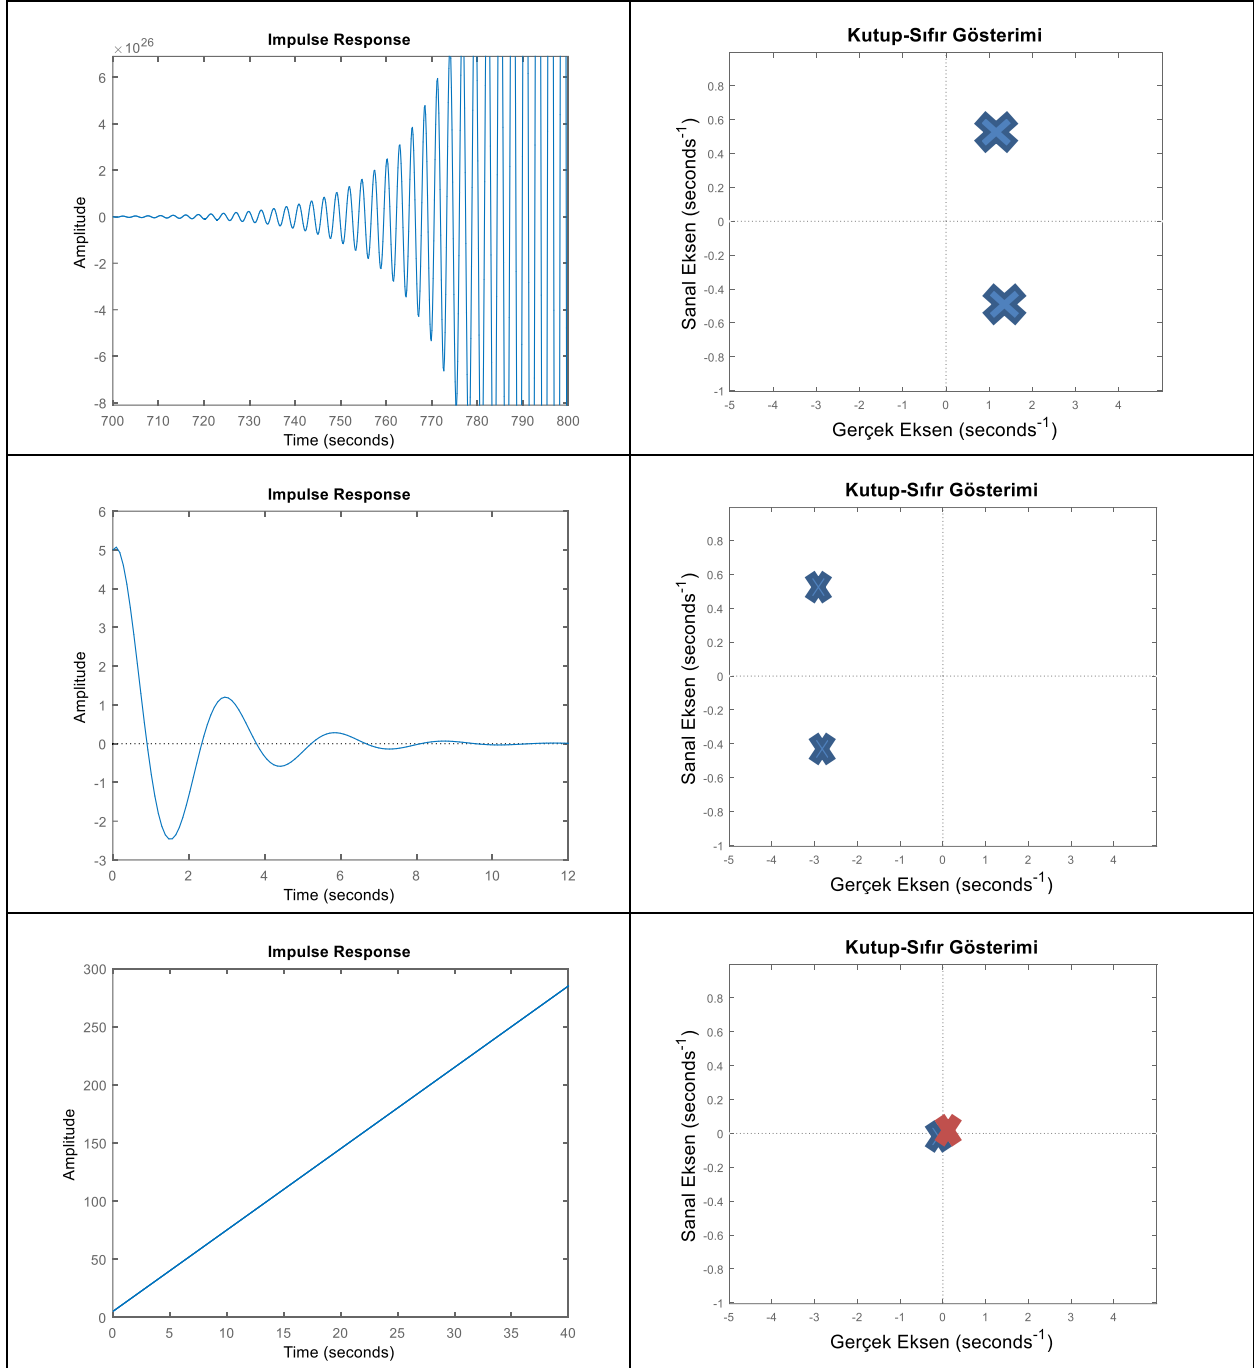 Impulse Response
×10^26
6
4
2
0
-2
-4
-6
-8
700 710 720 730 740 750 760 770 780 790 800
Time (seconds)
Amplitude
Kutup-Sıfır Gösterimi
0.8
0.6
0.4
0.2
0
-0.2
-0.4
-0.6
-0.8
-1
-5 -4 -3 -2 -1 0 1 2 3 4
Gerçek Eksen (seconds^-1)
Sanal Eksen (seconds^-1)
Impulse Response
6
5
4
3
2
1
0
-1
-2
-3
0 2 4 6 8 10 12
Time (seconds)
Amplitude
Kutup-Sıfır Gösterimi
0.8
0.6
0.4
0.2
0
-0.2
-0.4
-0.6
-0.8
-1
-5 -4 -3 -2 -1 0 1 2 3 4
Gerçek Eksen (seconds^-1)
Sanal Eksen (seconds^-1)
Impulse Response
300
250
200
150
100
50
0
0 5 10 15 20 25 30 35 40
Time (seconds)
Amplitude
Kutup-Sıfır Gösterimi
0.8
0.6
0.4
0.2
0
-0.2
-0.4
-0.6
-0.8
-1
-5 -4 -3 -2 -1 0 1 2 3 4
Gerçek Eksen (seconds^-1)
Sanal Eksen (seconds^-1)